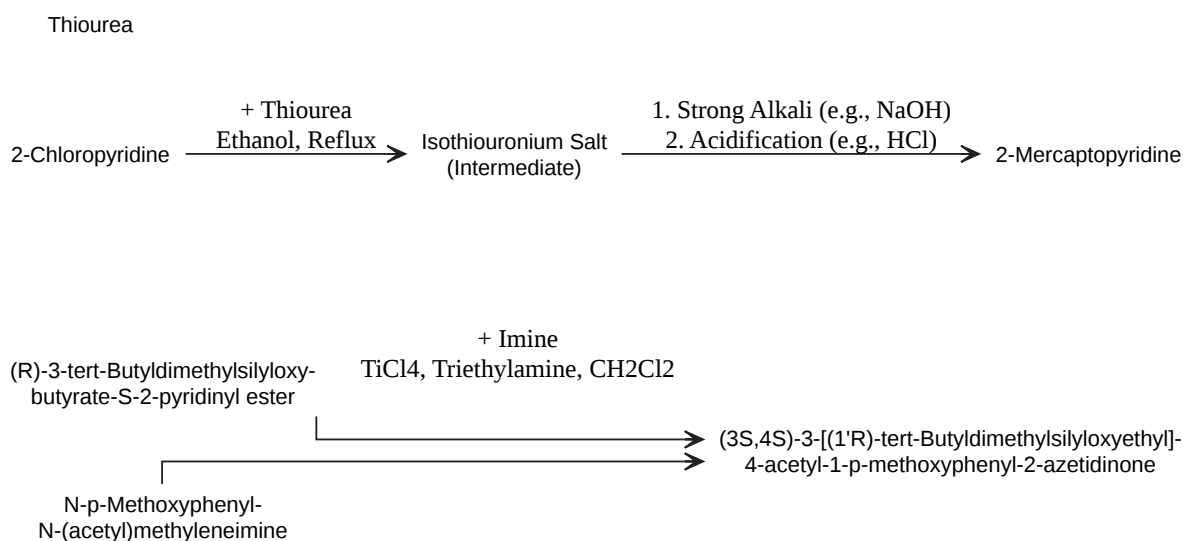 Thiourea
2-Chloropyridine
+ Thiourea
Ethanol, Reflux
Isothiouronium Salt
(Intermediate)
1. Strong Alkali (e.g., NaOH)
2. Acidification (e.g., HCl)
2-Mercaptopyridine
(R)-3-tert-Butyldimethylsilyloxy-
butyrate-S-2-pyridinyl ester
+ Imine
TiCl4, Triethylamine, CH2Cl2
N-p-Methoxyphenyl-
N-(acetyl)methyleneimine
(3S,4S)-3-[(1'R)-tert-Butyldimethylsilyloxyethyl]-
4-acetyl-1-p-methoxyphenyl-2-azetidinone